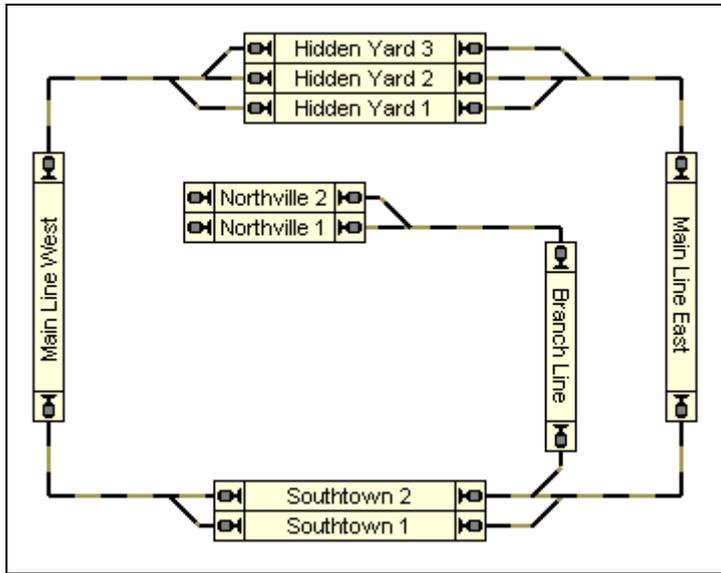 Hidden Yard 3
Hidden Yard 2
Hidden Yard 1
Northville 2
Northville 1
Main Line West
Branch Line
Main Line East
Southtown 2
Southtown 1